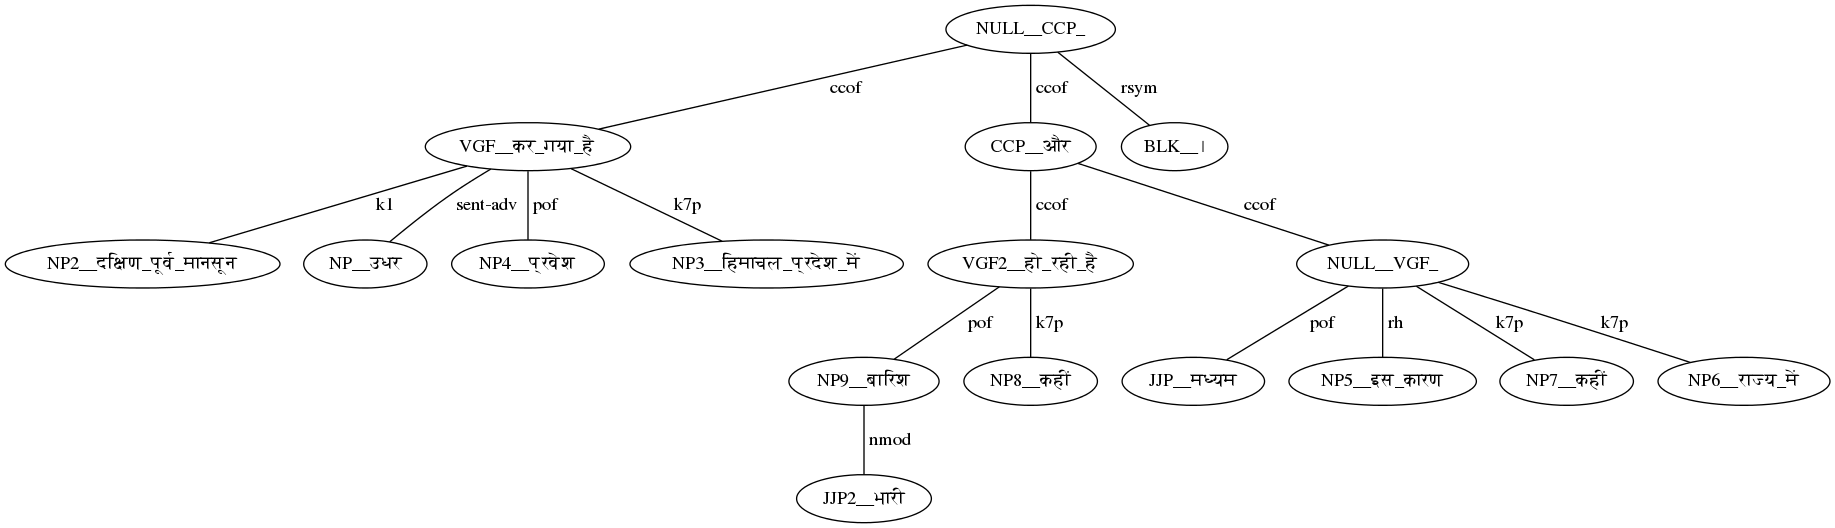 NULL__CCP_
ccof ccof rsym
VGF__कर_गया_है CCP__और BLK__।
k1 sent-adv pof k7p ccof ccof
NP2__दक्षिण_पूर्व_मानसून NP__उधर NP4__प्रवेश NP3__हिमाचल_प्रदेश_में VGF2__हो_रही_है NULL__VGF_
pof k7p pof rh k7p k7p
NP9__बारिश NP8__कहीं JJP__मध्यम NP5__इस_कारण NP7__कहीं NP6__राज्य_में
nmod
JJP2__भारी